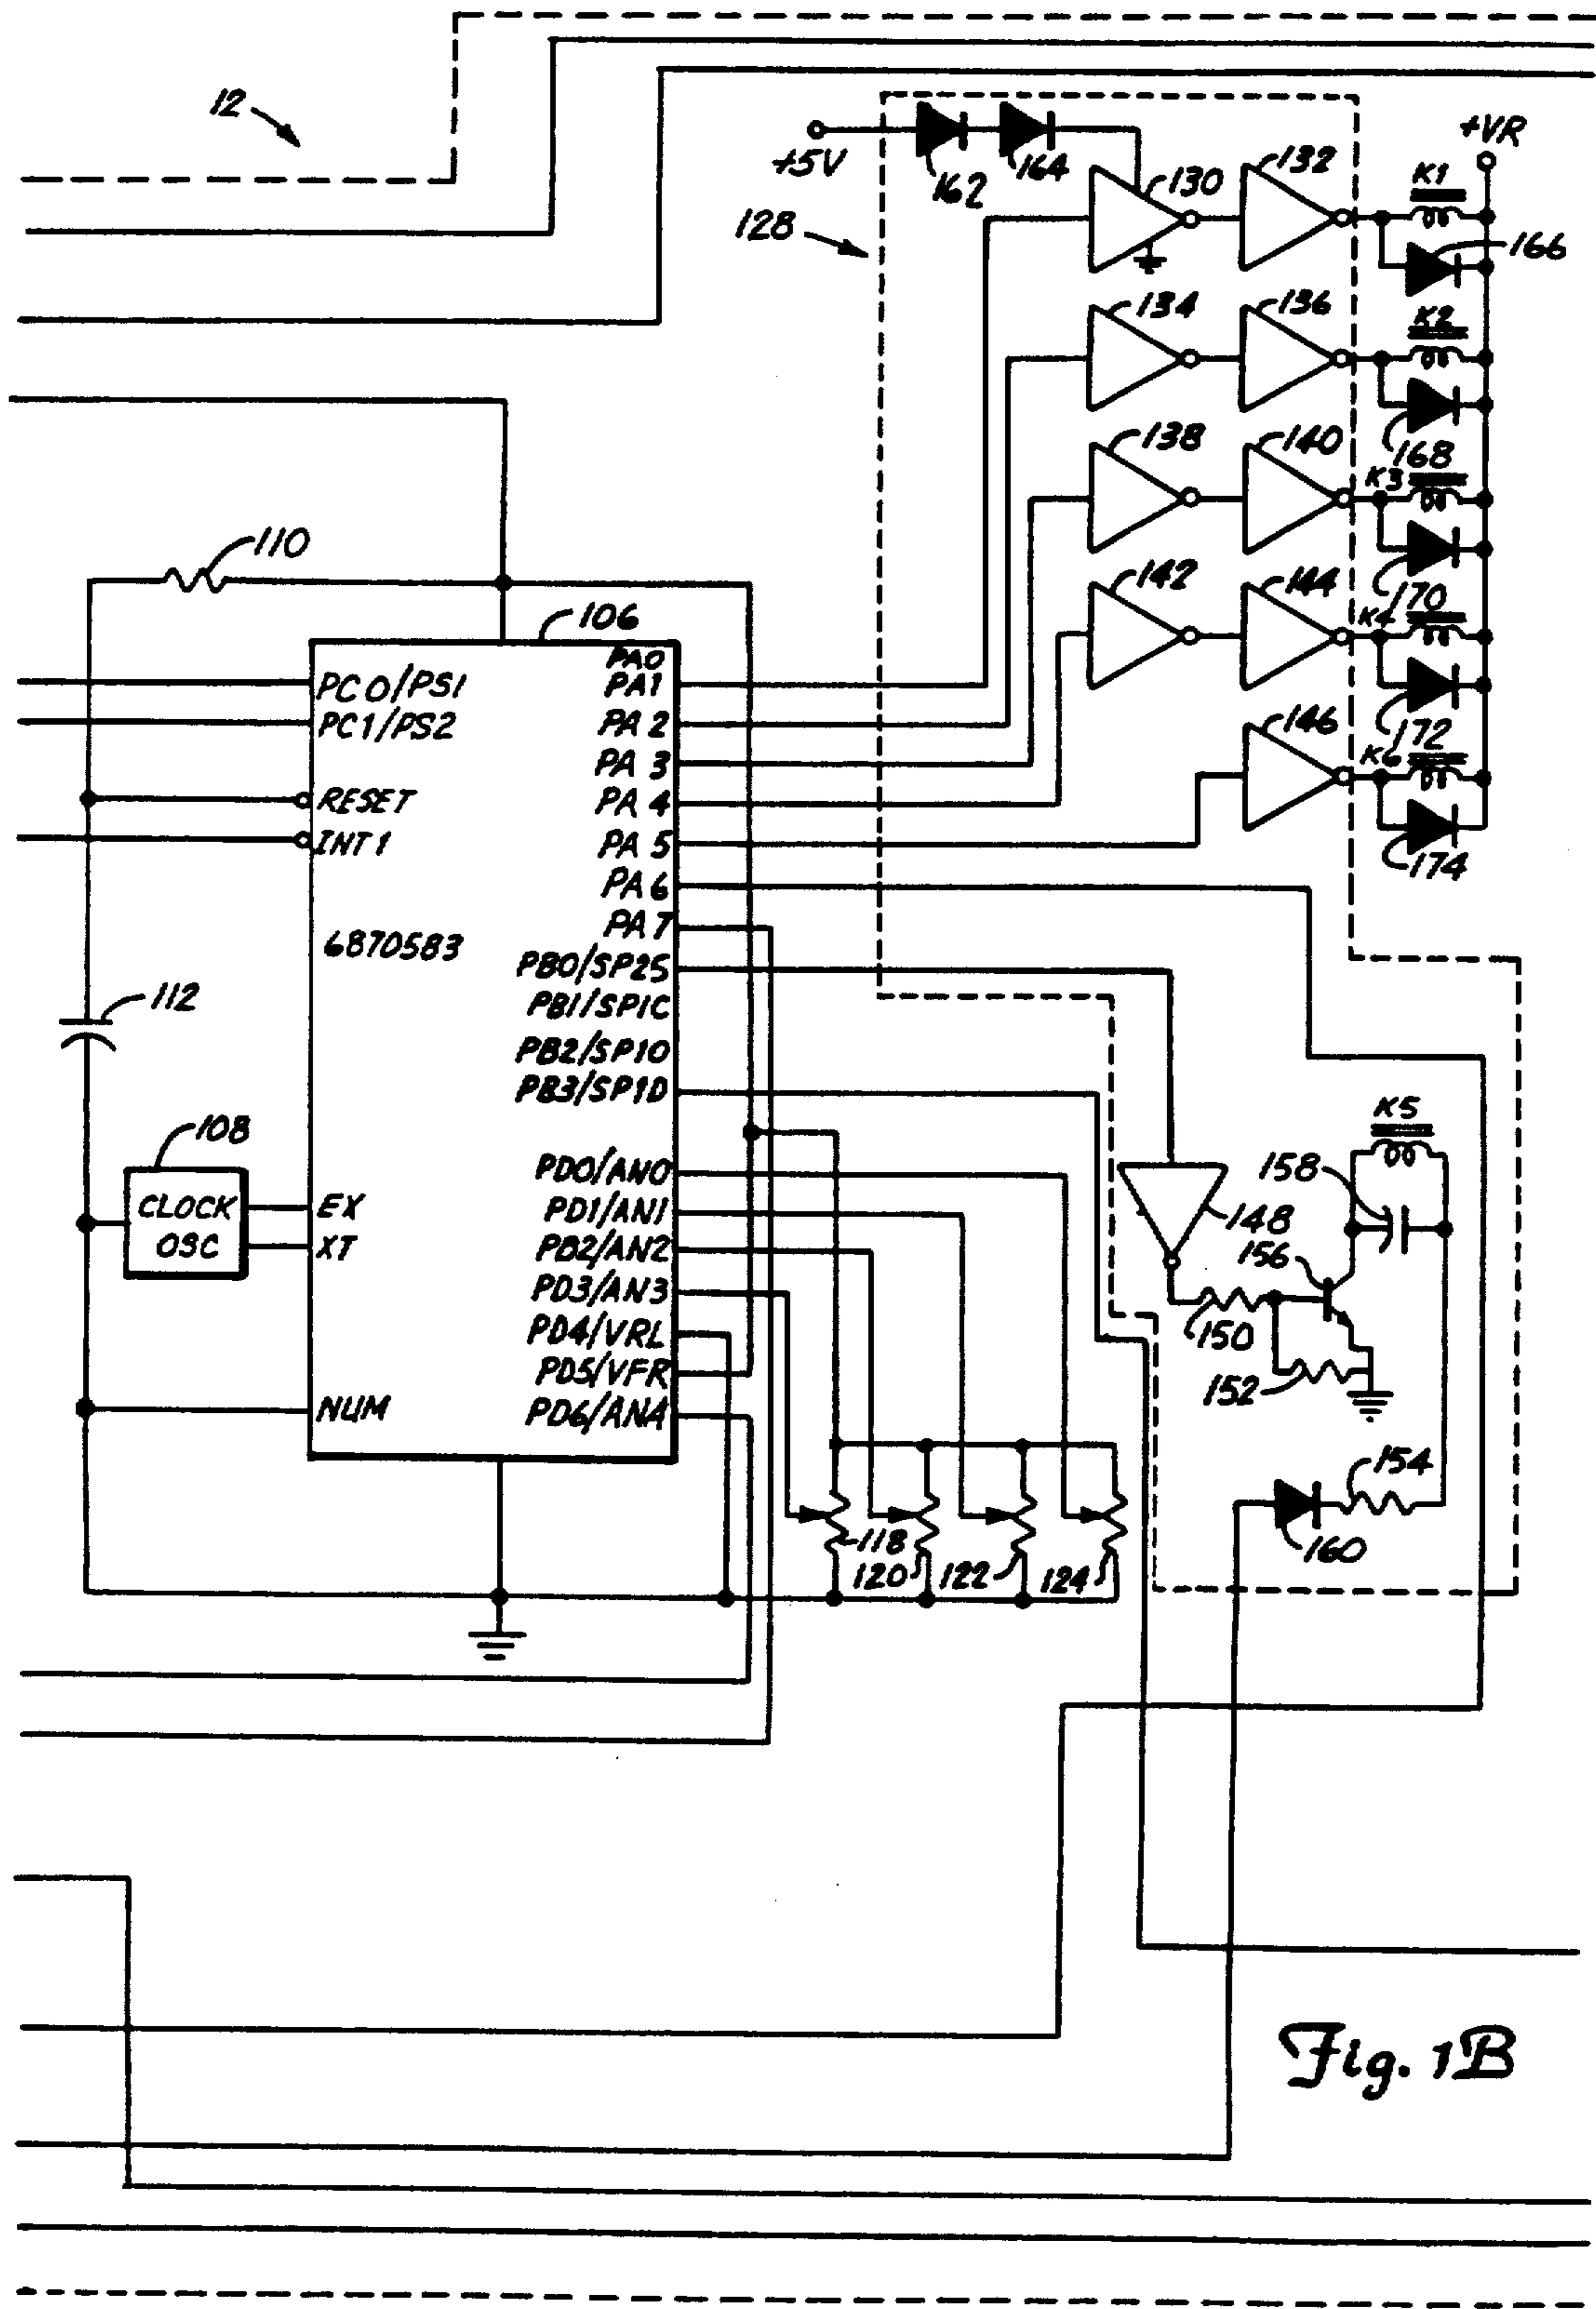 12
+5V
162
164
130
132
+VR
K1
128
166
134
136
K2
168
138
140
K3
170
110
142
144
K4
172
106
PA0
PC0/PS1
PA1
PC1/PS2
PA2
146
K6
PA3
RESET
PA4
174
INT1
PA5
PA6
PA7
6870583
PB0/SP2S
112
PB1/SP1C
PB2/SP10
PB3/SP1D
K5
108
158
CLOCK
OSC
EX
XT
PD0/AN0
PD1/AN1
PB2/AN2
PD3/AN3
148
156
PD4/VRL
150
PD5/VFR
152
NUM
PD6/AN4
154
118
120
122
124
160
Fig. 1B